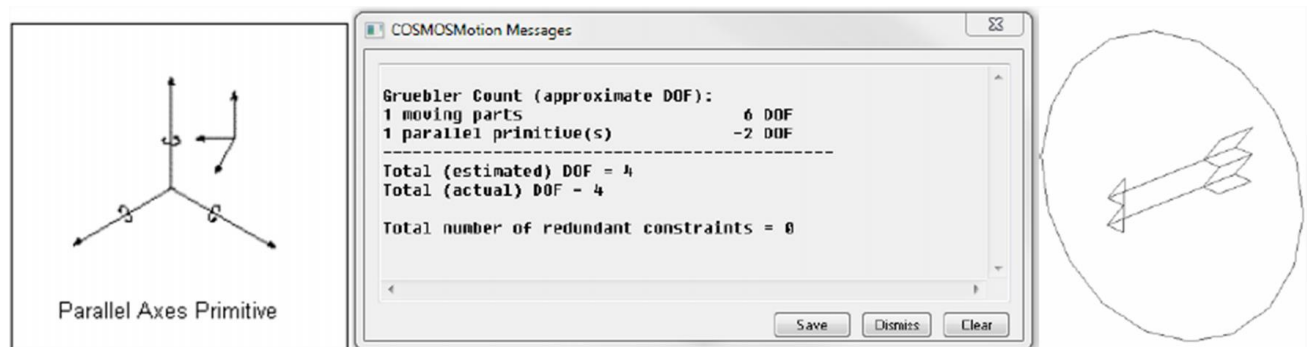 Parallel Axes Primitive
COSMOSMotion Messages
Gruebler Count (approximate DOF):
1 moving parts 6 DOF
1 parallel primitive(s) -2 DOF
---------------------------------------------
Total (estimated) DOF = 4
Total (actual) DOF = 4
Total number of redundant constraints = 0
Save Dismiss Clear